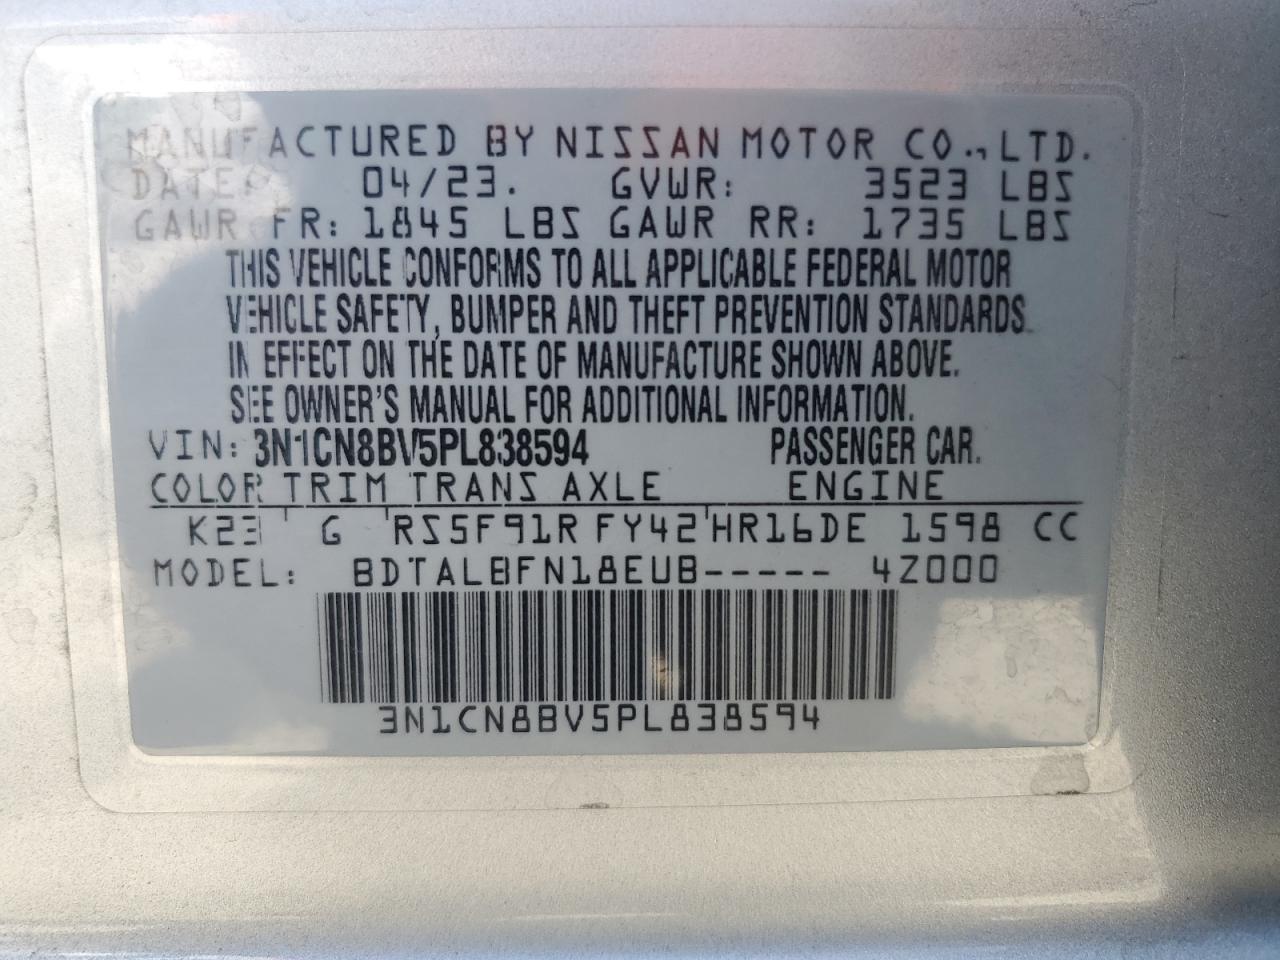 MANUFACTURED BY NISSAN MOTOR CO., LTD.
DATE: 04/23. GVWR: 3523 LBS
GAWR FR: 1845 LBS GAWR RR: 1735 LBS
THIS VEHICLE CONFORMS TO ALL APPLICABLE FEDERAL MOTOR
VEHICLE SAFETY, BUMPER AND THEFT PREVENTION STANDARDS
IN EFFECT ON THE DATE OF MANUFACTURE SHOWN ABOVE.
SEE OWNER'S MANUAL FOR ADDITIONAL INFORMATION.
VIN: 3N1CN8BV5PL838594 PASSENGER CAR.
COLOR TRIM TRANS AXLE ENGINE
K23 G RS5F91R FY42 HR16DE 1598 CC
MODEL: BDTALBFN18EUB----- 4Z000
3N1CN8BV5PL838594